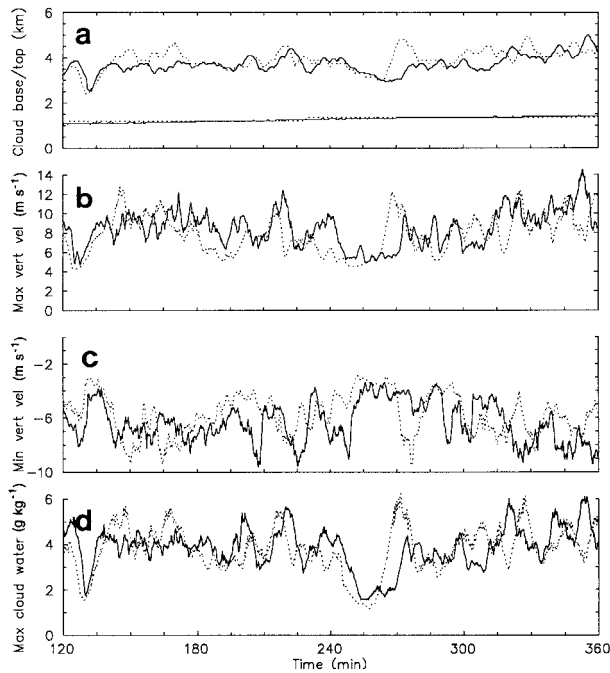 a
Cloud base/top (km)
6
4
2
0
b
Max vert vel (m s⁻¹)
14
12
10
8
6
4
2
0
c
Min vert vel (m s⁻¹)
−2
−6
−10
d
Max cloud water (g kg⁻¹)
6
4
2
0
120
180
240
300
360
Time (min)